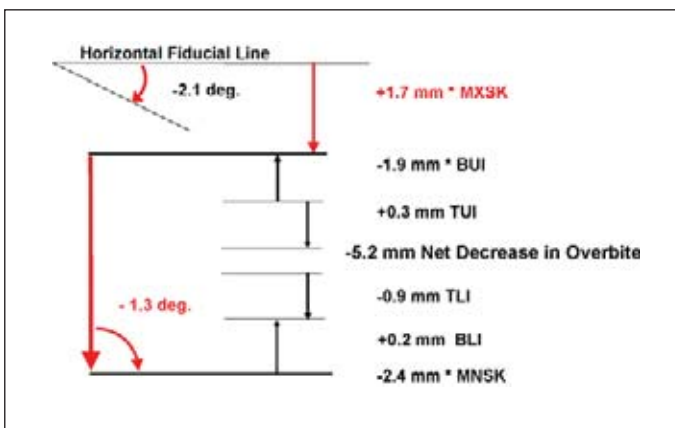 Horizontal Fiducial Line
-2.1 deg.
+1.7 mm * MXSK
-1.9 mm * BUI
+0.3 mm TUI
-5.2 mm Net Decrease in Overbite
-0.9 mm TLI
- 1.3 deg.
+0.2 mm BLI
-2.4 mm * MNSK